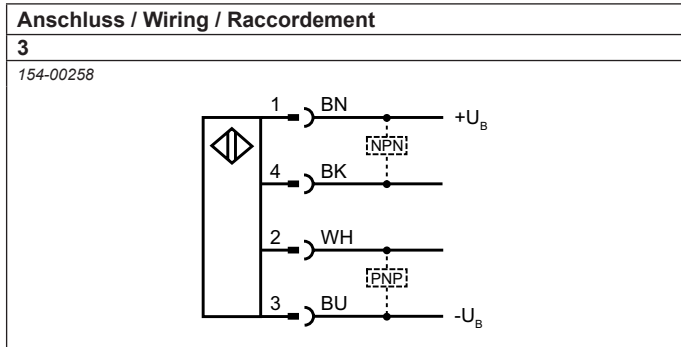 Anschluss / Wiring / Raccordement
3
154-00258
1 BN +U_B
NPN
4 BK
2 WH
PNP
3 BU -U_B